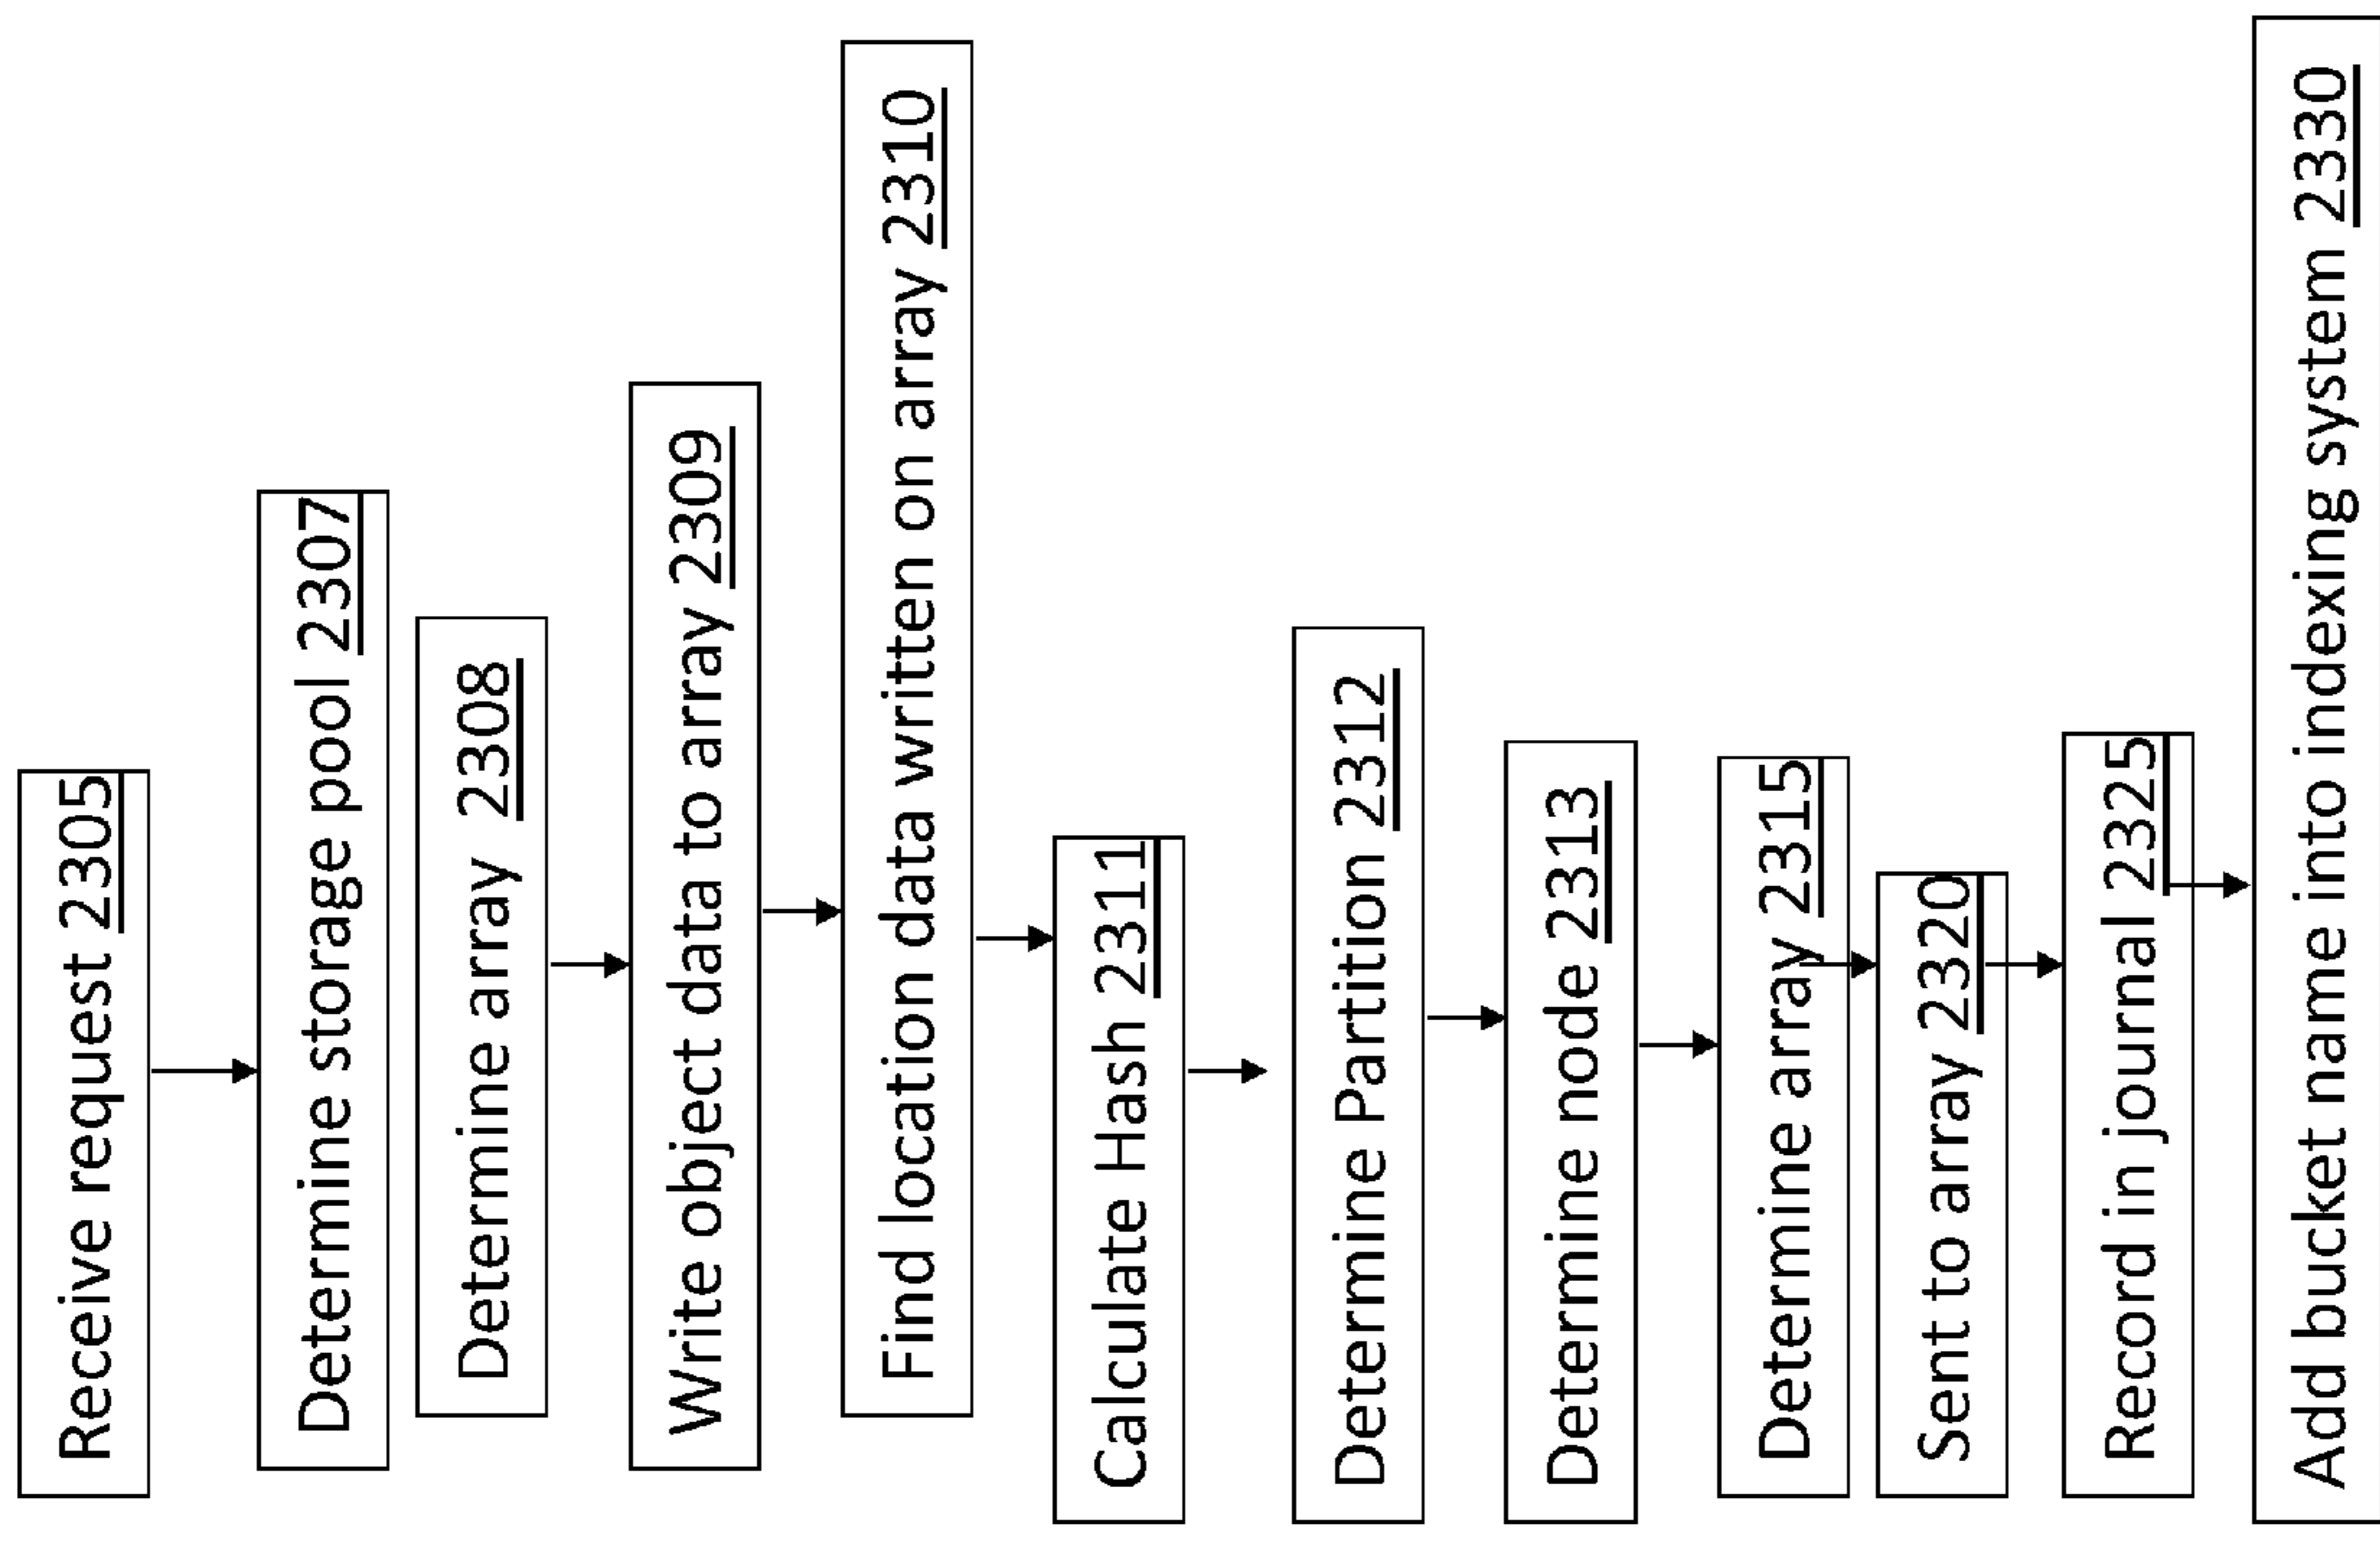 Receive request 2305
Determine storage pool 2307
Determine array 2308
Write object data to array 2309
Find location data written on array 2310
Calculate Hash 2311
Determine Partition 2312
Determine node 2313
Determine array 2315
Sent to array 2320
Record in journal 2325
Add bucket name into indexing system 2330